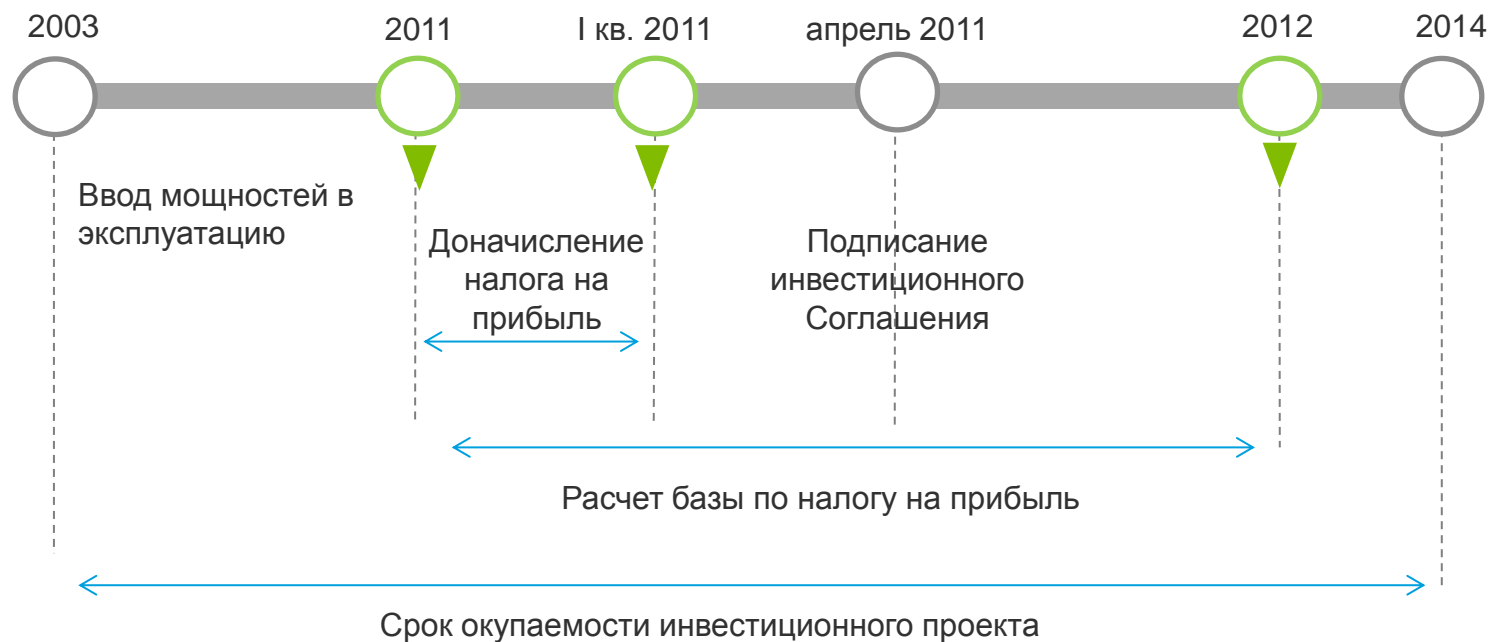 2003
2011
I кв. 2011
апрель 2011
2012
2014
Ввод мощностей в
эксплуатацию
Доначисление
налога на
прибыль
Подписание
инвестиционного
Соглашения
Расчет базы по налогу на прибыль
Срок окупаемости инвестиционного проекта